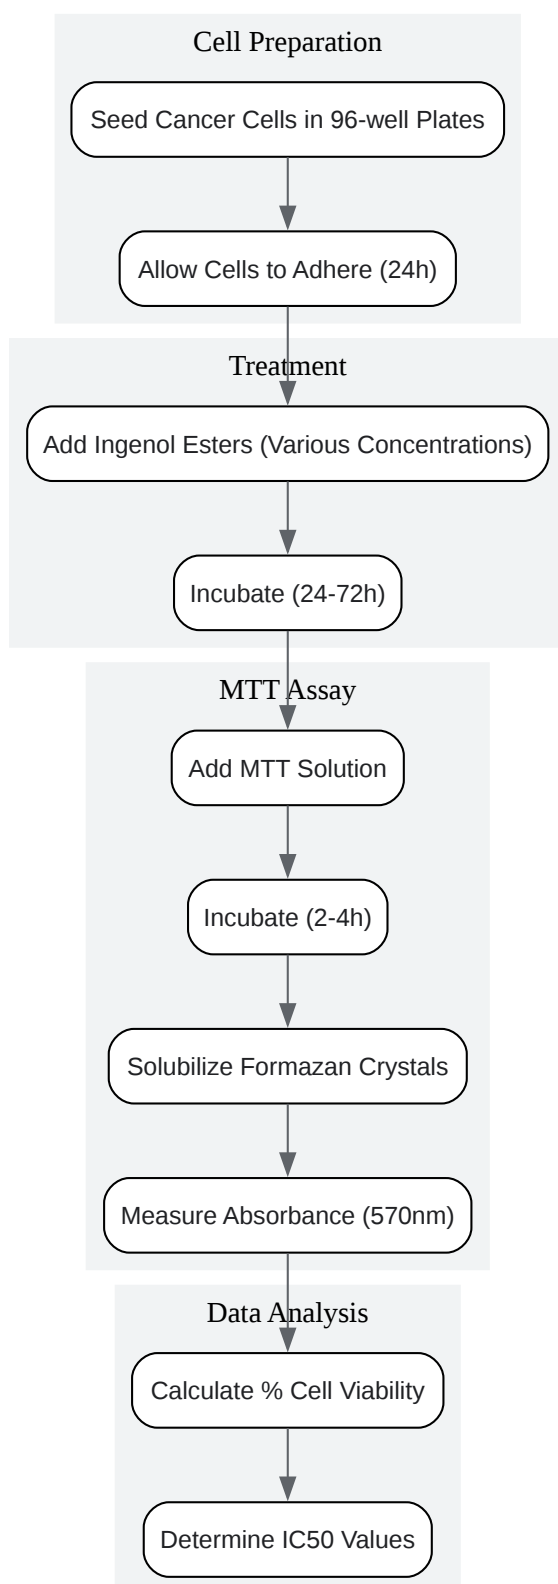 Cell Preparation
Seed Cancer Cells in 96-well Plates
Allow Cells to Adhere (24h)
Treatment
Add Ingenol Esters (Various Concentrations)
Incubate (24-72h)
MTT Assay
Add MTT Solution
Incubate (2-4h)
Solubilize Formazan Crystals
Measure Absorbance (570nm)
Data Analysis
Calculate % Cell Viability
Determine IC50 Values